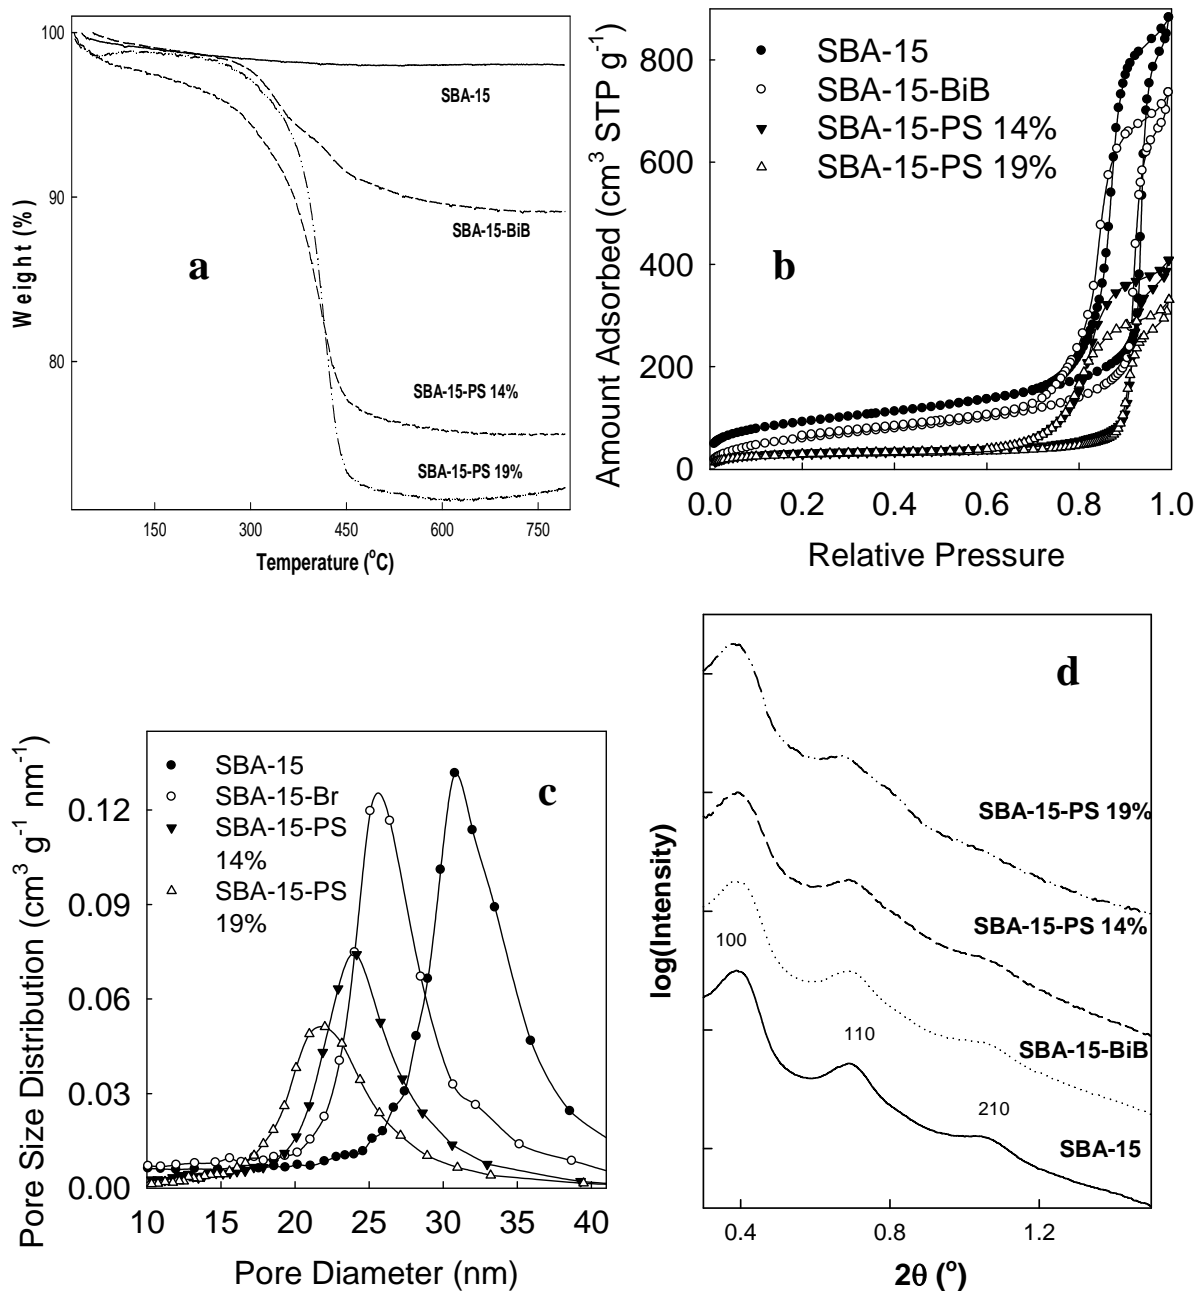 100
90
80
Weight (%)
SBA-15
SBA-15-BiB
a
SBA-15-PS 14%
SBA-15-PS 19%
150 300 450 600 750
Temperature (°C)
800
600
400
200
0
Amount Adsorbed (cm³ STP g⁻¹)
SBA-15
SBA-15-BiB
SBA-15-PS 14%
SBA-15-PS 19%
b
0.0 0.2 0.4 0.6 0.8 1.0
Relative Pressure
0.12
0.09
0.06
0.03
0.00
Pore Size Distribution (cm³ g⁻¹ nm⁻¹)
SBA-15
SBA-15-Br
SBA-15-PS
14%
SBA-15-PS
19%
c
10 15 20 25 30 35 40
Pore Diameter (nm)
log(Intensity)
d
SBA-15-PS 19%
SBA-15-PS 14%
100
110
SBA-15-BiB
210
SBA-15
0.4 0.8 1.2
2θ (°)